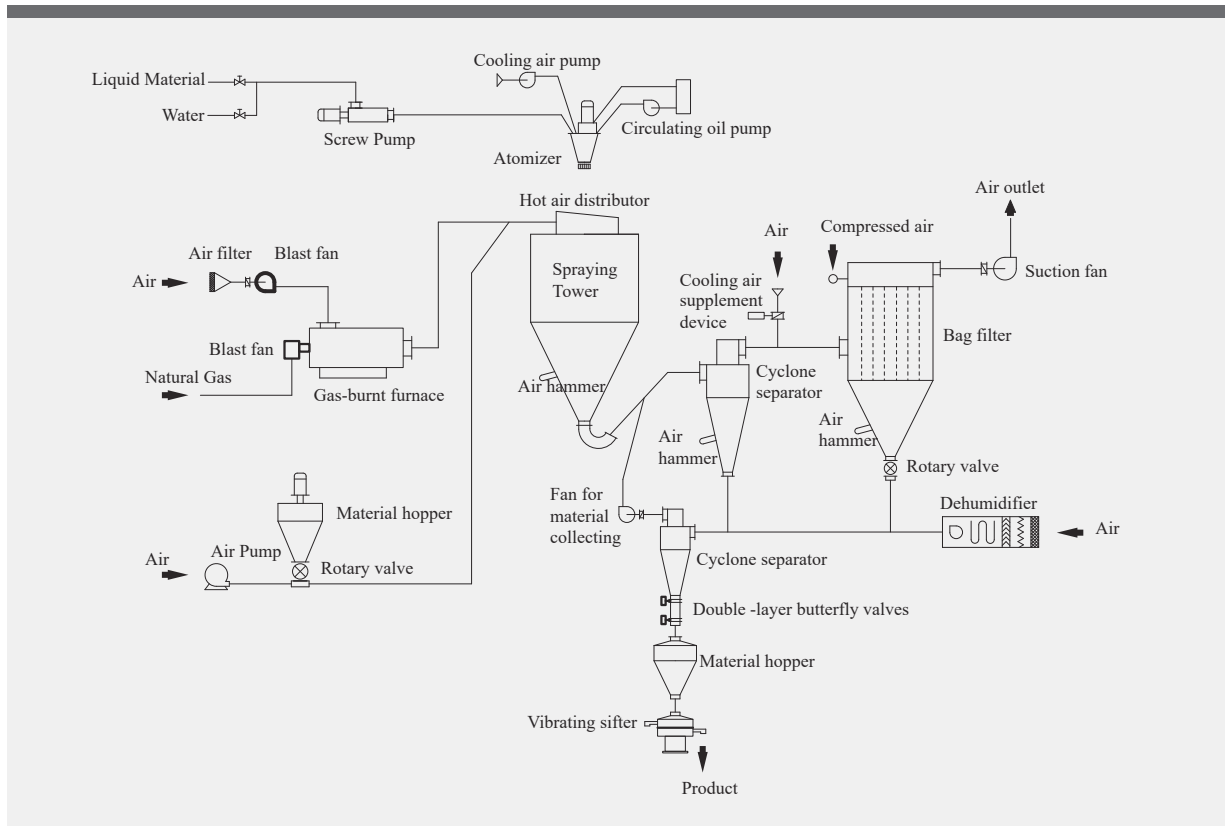 Cooling air pump
Liquid Material
Water
Screw Pump
Circulating oil pump
Atomizer
Hot air distributor
Air outlet
Air
Compressed air
Air filter
Blast fan
Air
Spraying
Tower
Cooling air
supplement
device
Suction fan
Bag filter
Blast fan
Natural Gas
Gas-burnt furnace
Air hammer
Cyclone
separator
Air
hammer
Air
hammer
Rotary valve
Material hopper
Fan for
material
collecting
Dehumidifier
Air
Air
Air Pump
Rotary valve
Cyclone separator
Double -layer butterfly valves
Material hopper
Vibrating sifter
Product